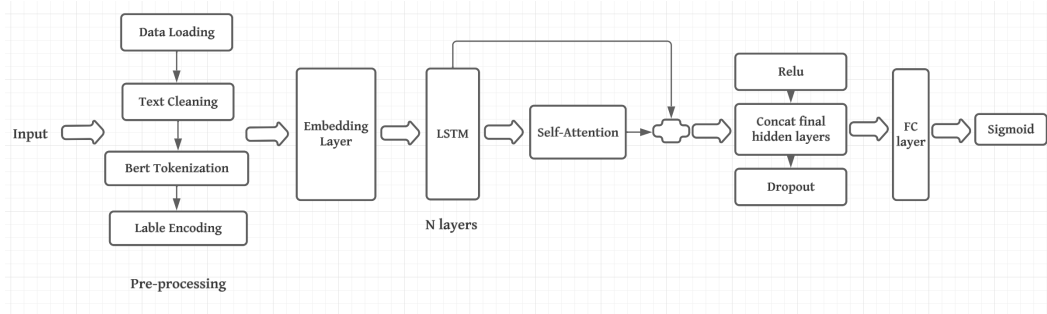 Data Loading
Text Cleaning
Input
Bert Tokenization
Lable Encoding
Pre-processing
Embedding
Layer
LSTM
N layers
Self-Attention
Relu
Concat final
hidden layers
Dropout
FC
layer
Sigmoid